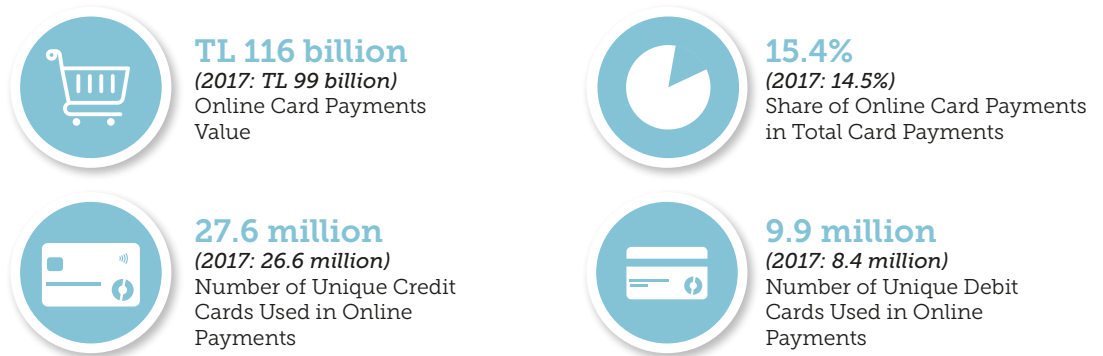 TL 116 billion
(2017: TL 99 billion)
Online Card Payments
Value
15.4%
(2017: 14.5%)
Share of Online Card Payments
in Total Card Payments
27.6 million
(2017: 26.6 million)
Number of Unique Credit
Cards Used in Online
Payments
9.9 million
(2017: 8.4 million)
Number of Unique Debit
Cards Used in Online
Payments